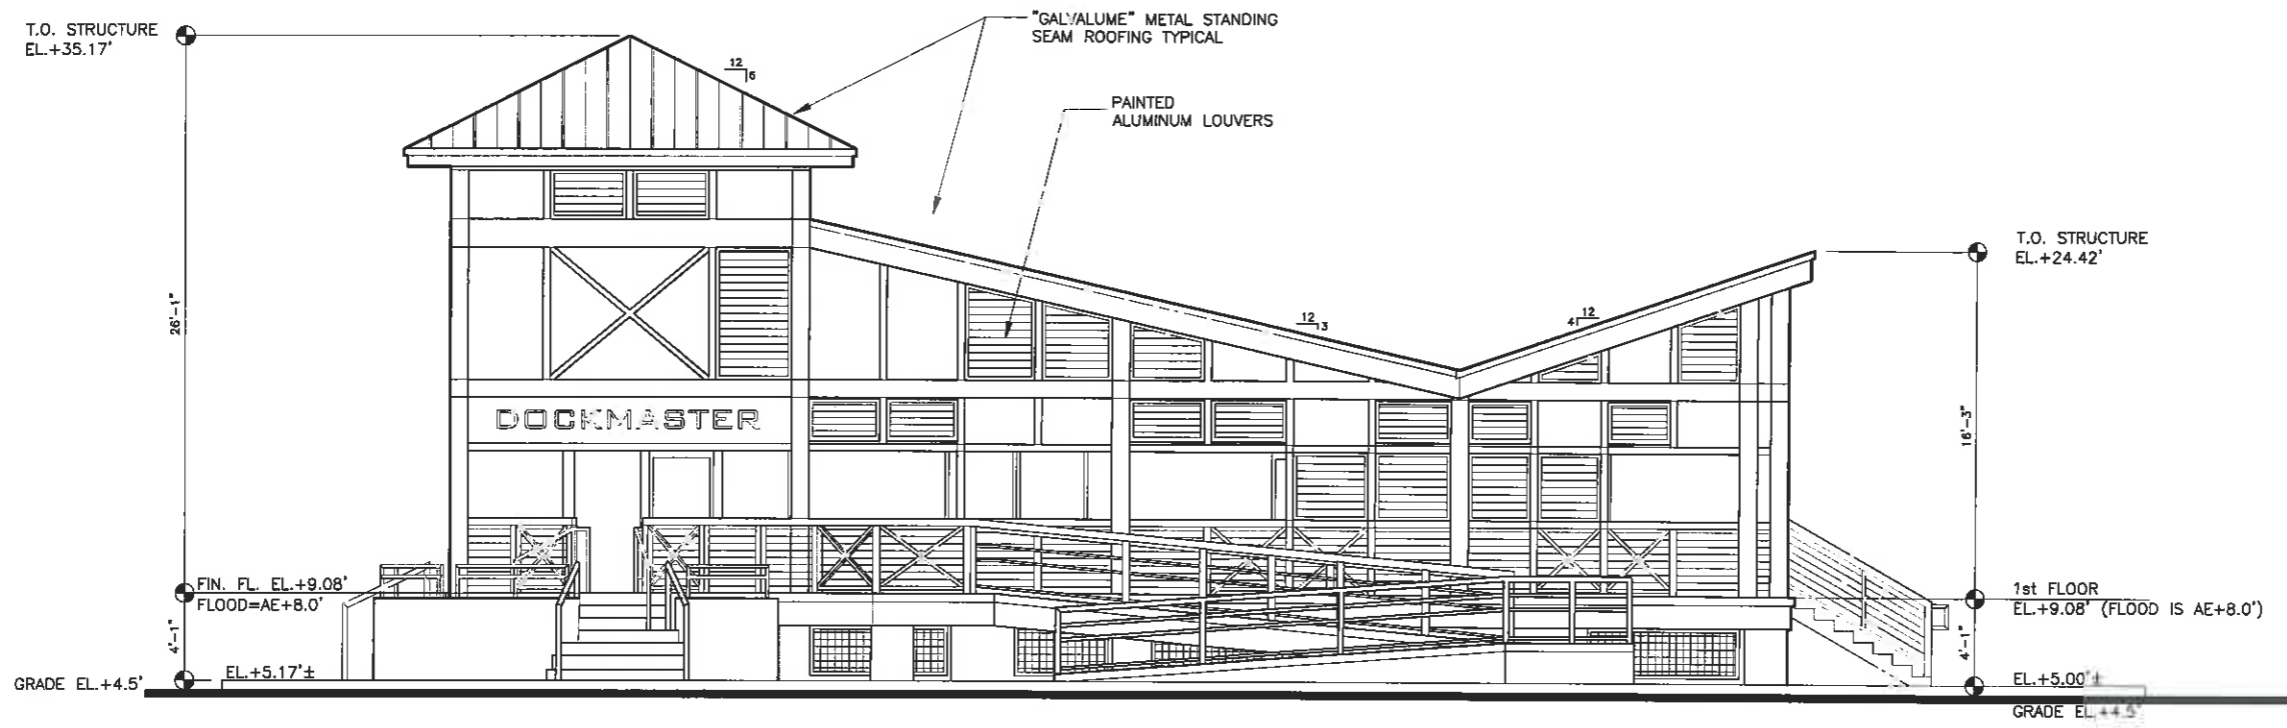 T.O. STRUCTURE
EL.+35.17'
"GALVALUME" METAL STANDING
SEAM ROOFING TYPICAL
12
6
PAINTED
ALUMINUM LOUVERS
T.O. STRUCTURE
EL.+24.42'
26'-1"
12
3
12
4
DOCKMASTER
16'-3"
FIN. FL. EL.+9.08'
FLOOD=AE+8.0'
1st FLOOR
EL.+9.08' (FLOOD IS AE+8.0')
4'-1"
4'-1"
EL.+5.17'±
GRADE EL.+4.5'
EL.+5.00'±
GRADE EL.+4.5'